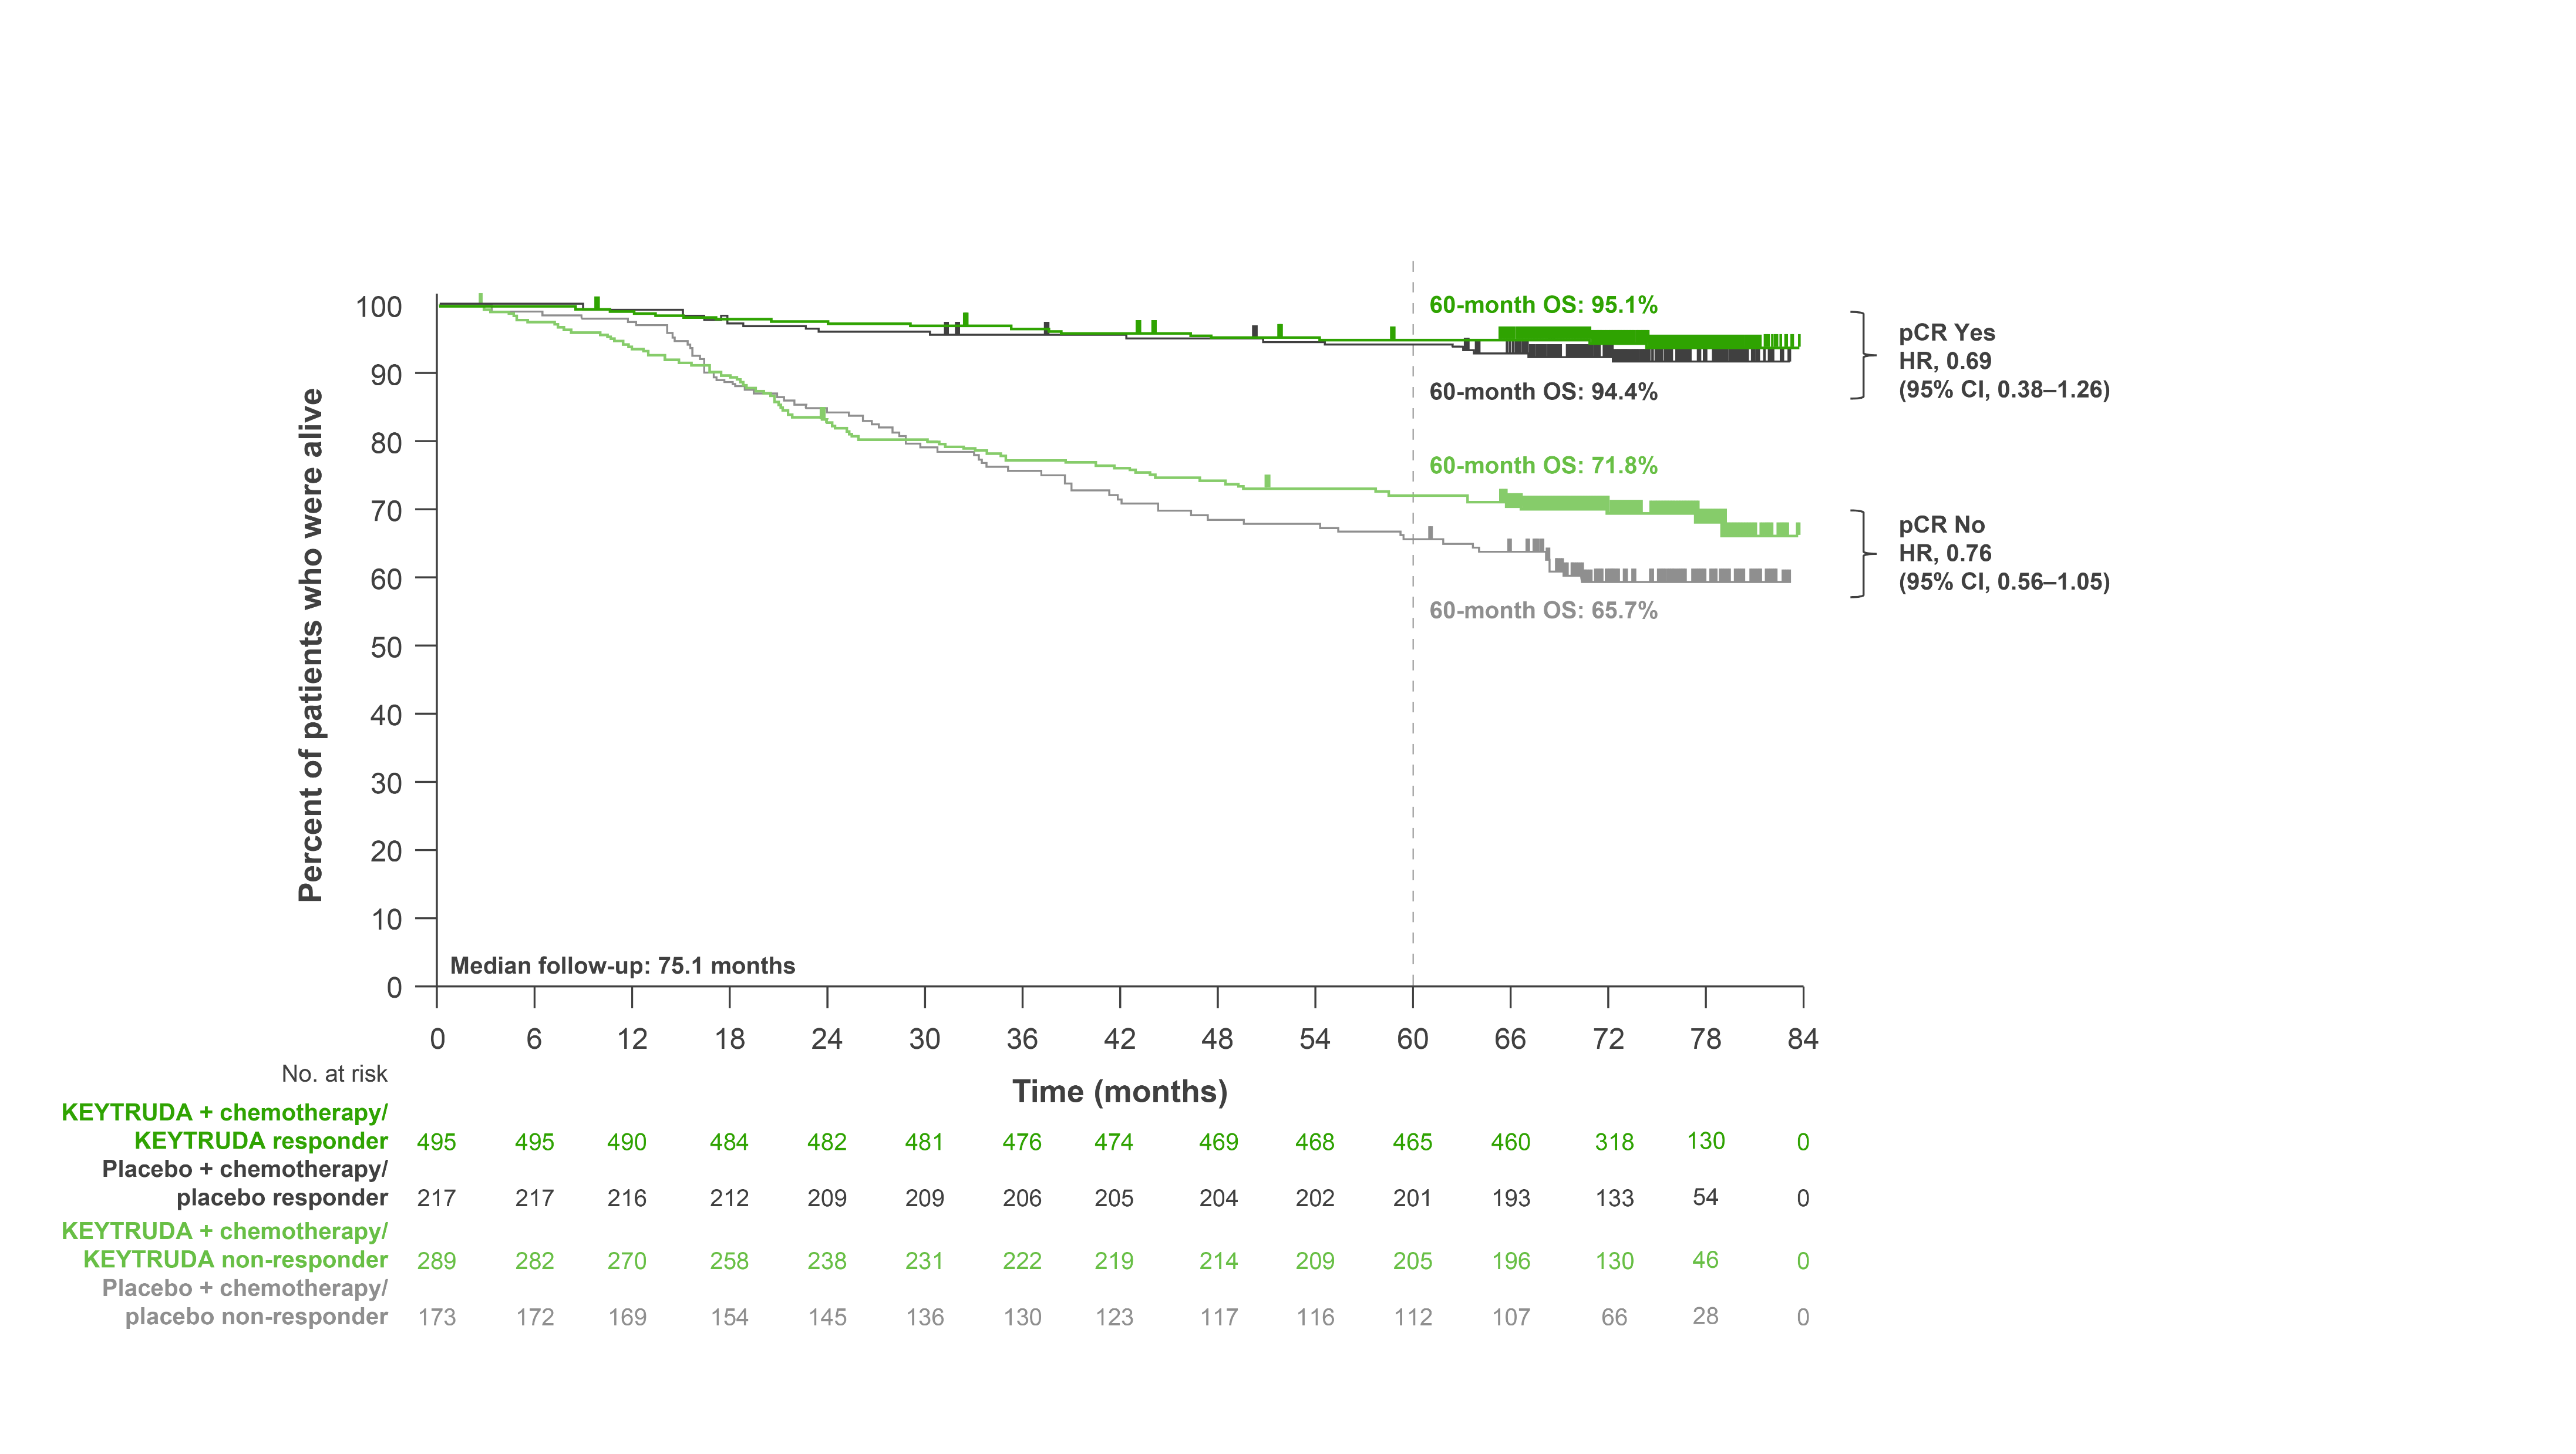 60-month OS: 95.1%
60-month OS: 94.4%
60-month OS: 71.8%
60-month OS: 65.7%
pCR Yes
HR, 0.69
(95% CI, 0.38–1.26)
pCR No
HR, 0.76
(95% CI, 0.56–1.05)
Percent of patients who were alive
100
90
80
70
60
50
40
30
20
10
0
Median follow-up: 75.1 months
0 6 12 18 24 30 36 42 48 54 60 66 72 78 84
Time (months)
No. at risk
KEYTRUDA + chemotherapy/
KEYTRUDA responder 495 495 490 484 482 481 476 474 469 468 465 460 318 130 0
Placebo + chemotherapy/
placebo responder 217 217 216 212 209 209 206 205 204 202 201 193 133 54 0
KEYTRUDA + chemotherapy/
KEYTRUDA non-responder 289 282 270 258 238 231 222 219 214 209 205 196 130 46 0
Placebo + chemotherapy/
placebo non-responder 173 172 169 154 145 136 130 123 117 116 112 107 66 28 0